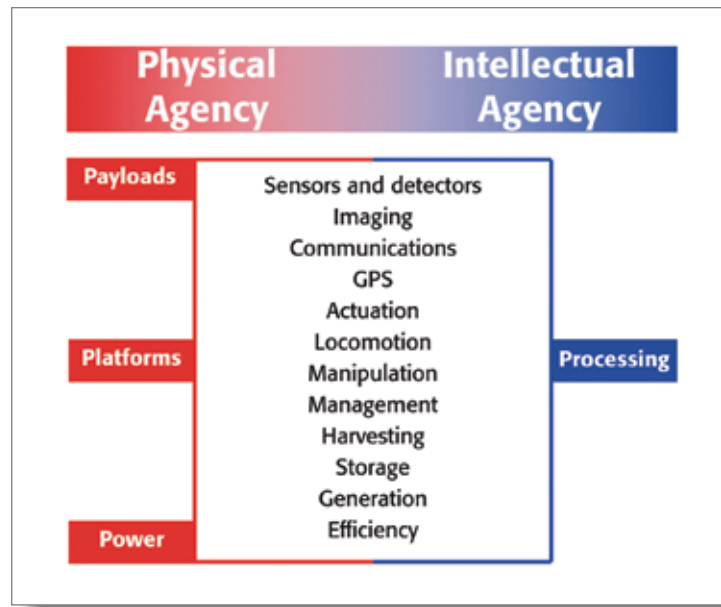 Physical Agency
Intellectual Agency
Payloads
Sensors and detectors
Imaging
Communications
GPS
Actuation
Locomotion
Platforms
Processing
Manipulation
Management
Harvesting
Storage
Generation
Efficiency
Power